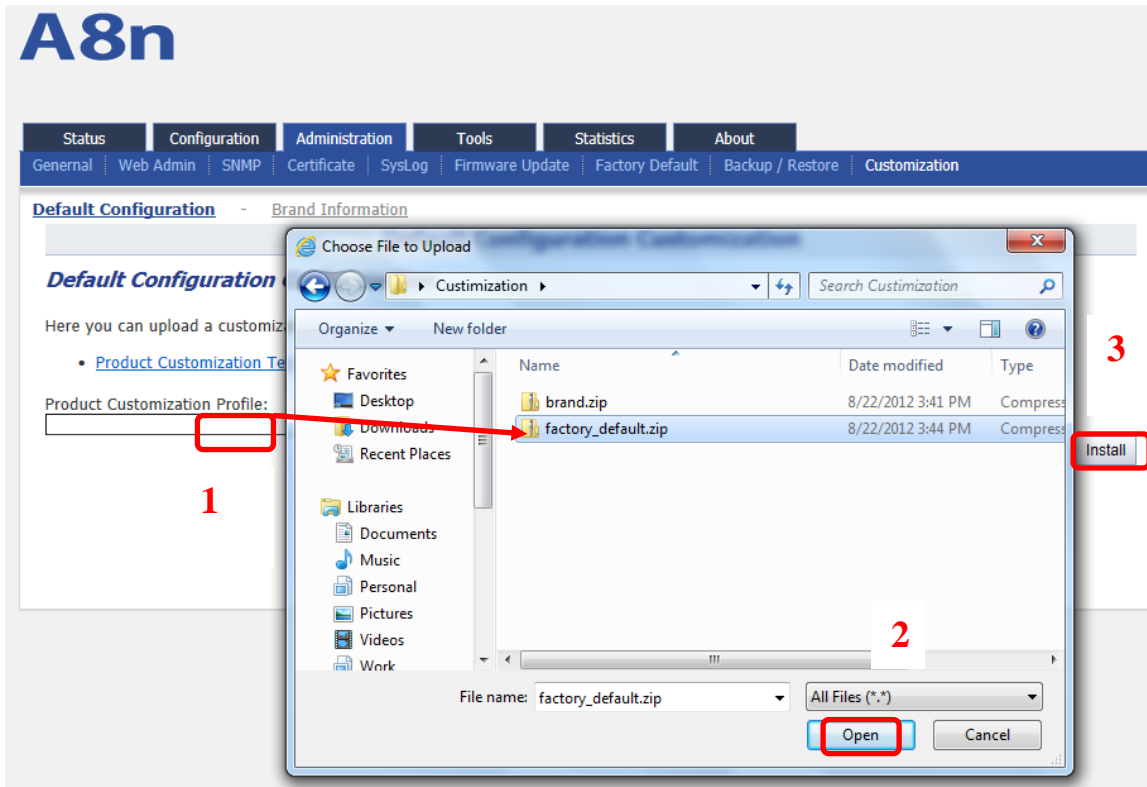 A8n
Status Configuration Administration Tools Statistics About
Genernal Web Admin SNMP Certificate SysLog Firmware Update Factory Default Backup / Restore Customization
Default Configuration - Brand Information
Default Configuration Customization
Choose File to Upload
Default Configuration
Custimization
Search Custimization
Here you can upload a customiz
Organize New folder
Product Customization Te
3
Name Date modified Type
Favorites
Desktop
brand.zip 8/22/2012 3:41 PM Compress
Product Customization Profile:
Downloads
factory_default.zip 8/22/2012 3:44 PM Compress
Recent Places
Install
1
Libraries
Documents
Music
Personal
Pictures
Videos
2
Work
File name: factory_default.zip All Files (*.*)
Open Cancel